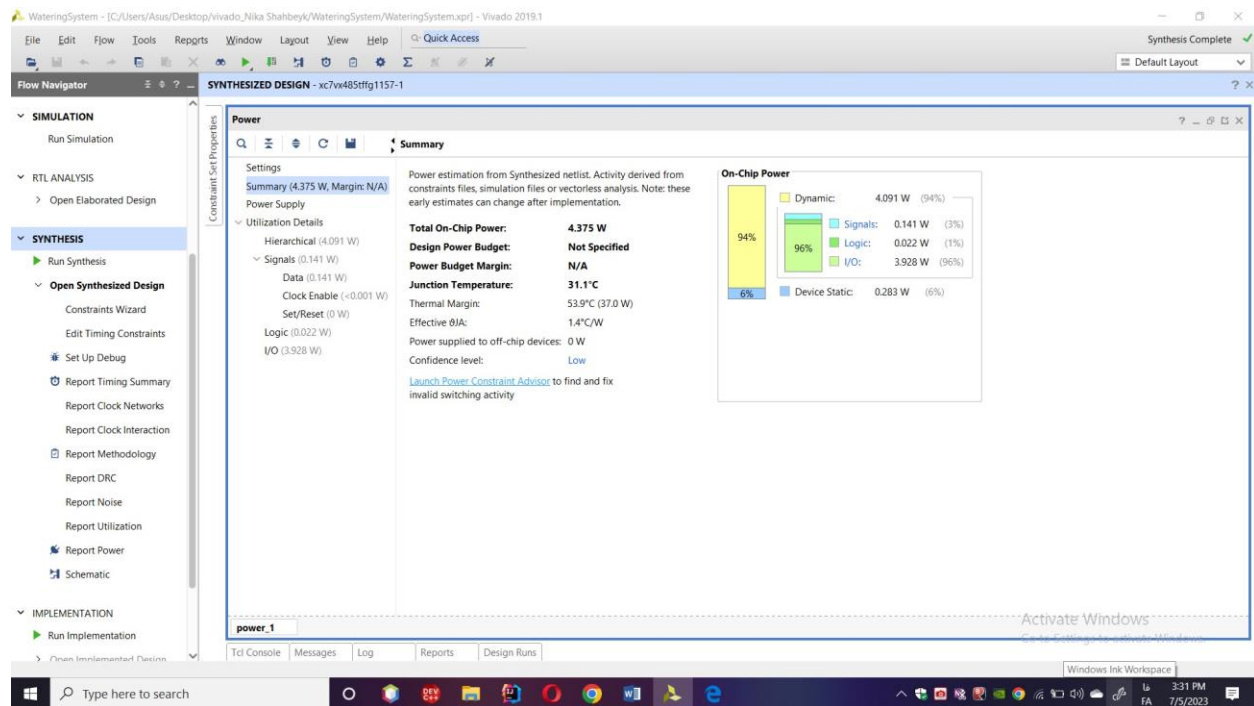 WateringSystem - [C:/Users/Asus/Desktop/vivado_Nika Shahbeyk/WateringSystem/WateringSystem.xpr] - Vivado 2019.1
File Edit Flow Tools Reports Window Layout View Help Quick Access Synthesis Complete
Default Layout
Flow Navigator
SYNTHESIZED DESIGN - xc7vx485tffg1157-1
SIMULATION
Run Simulation
RTL ANALYSIS
Open Elaborated Design
SYNTHESIS
Run Synthesis
Open Synthesized Design
Constraints Wizard
Edit Timing Constraints
Set Up Debug
Report Timing Summary
Report Clock Networks
Report Clock Interaction
Report Methodology
Report DRC
Report Noise
Report Utilization
Report Power
Schematic
IMPLEMENTATION
Run Implementation
Open Implemented Design
Constraint Set Properties
Power
Summary
Settings
Summary (4.375 W, Margin: N/A)
Power Supply
Utilization Details
Hierarchical (4.091 W)
Signals (0.141 W)
Data (0.141 W)
Clock Enable (<0.001 W)
Set/Reset (0 W)
Logic (0.022 W)
I/O (3.928 W)
Power estimation from Synthesized netlist. Activity derived from
constraints files, simulation files or vectorless analysis. Note: these
early estimates can change after implementation.
Total On-Chip Power: 4.375 W
Design Power Budget: Not Specified
Power Budget Margin: N/A
Junction Temperature: 31.1°C
Thermal Margin: 53.9°C (37.0 W)
Effective ϑJA: 1.4°C/W
Power supplied to off-chip devices: 0 W
Confidence level: Low
Launch Power Constraint Advisor to find and fix
invalid switching activity
On-Chip Power
94%
6%
Dynamic: 4.091 W (94%)
96%
Signals: 0.141 W (3%)
Logic: 0.022 W (1%)
I/O: 3.928 W (96%)
Device Static: 0.283 W (6%)
power_1
Tcl Console Messages Log Reports Design Runs
Activate Windows
Go to Settings to activate Windows.
Windows Ink Workspace
Type here to search
DEV
C++
فا
FA
3:31 PM
7/5/2023